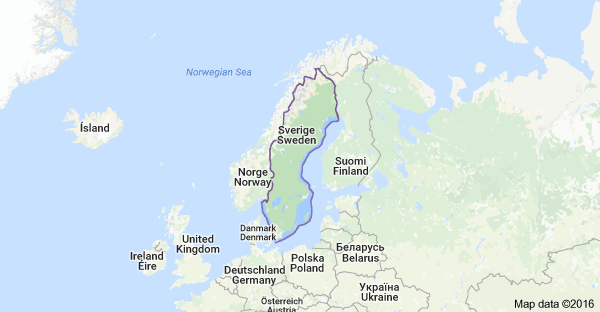 Norwegian Sea
Ísland
Sverige
Sweden
Suomi
Finland
Norge
Norway
Danmark
Denmark
United
Kingdom
Ireland
Éire
Беларусь
Belarus
Polska
Poland
Deutschland
Germany
Україна
Ukraine
Österreich
Austria
Map data ©2016